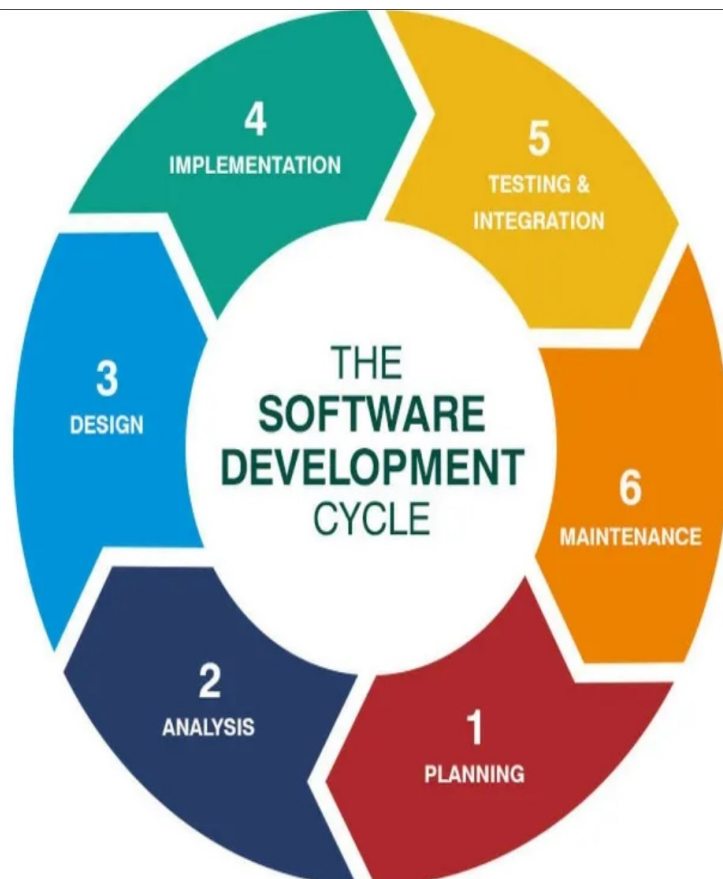 THE
SOFTWARE
DEVELOPMENT
CYCLE
1
PLANNING
2
ANALYSIS
3
DESIGN
4
IMPLEMENTATION
5
TESTING &
INTEGRATION
6
MAINTENANCE